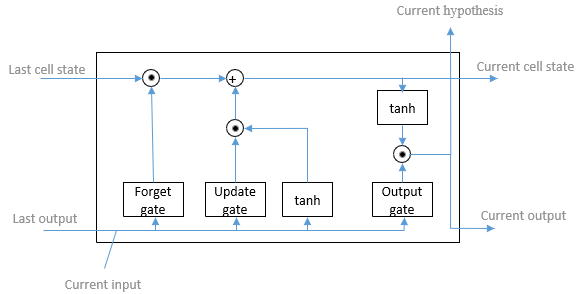 Current hypothesis
Last cell state
Current cell state
+
tanh
Forget
gate
Update
gate
tanh
Output
gate
Last output
Current output
Current input